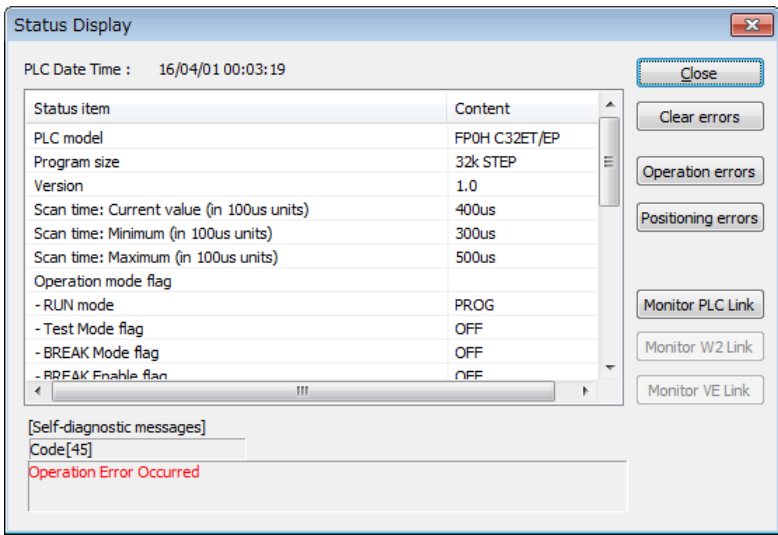 Status Display
PLC Date Time : 16/04/01 00:03:19
Close
Status item Content
Clear errors
PLC model FP0H C32ET/EP
Program size 32k STEP
Operation errors
Version 1.0
Scan time: Current value (in 100us units) 400us
Positioning errors
Scan time: Minimum (in 100us units) 300us
Scan time: Maximum (in 100us units) 500us
Operation mode flag
- RUN mode PROG
Monitor PLC Link
- Test Mode flag OFF
- BREAK Mode flag OFF
Monitor W2 Link
- BREAK Enable flag OFF
Monitor VE Link
[Self-diagnostic messages]
Code[45]
Operation Error Occurred